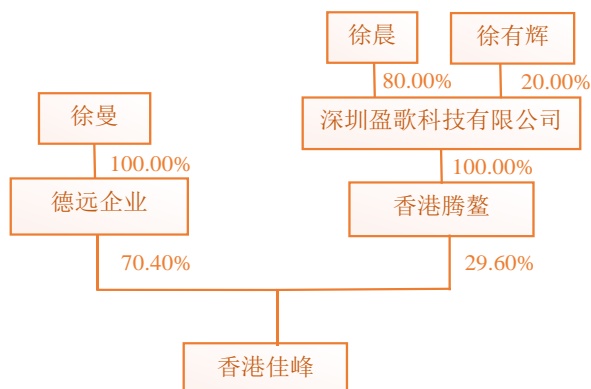 徐晨
徐有辉
80.00%
20.00%
徐曼
深圳盈歌科技有限公司
100.00%
100.00%
德远企业
香港腾鳌
70.40%
29.60%
香港佳峰